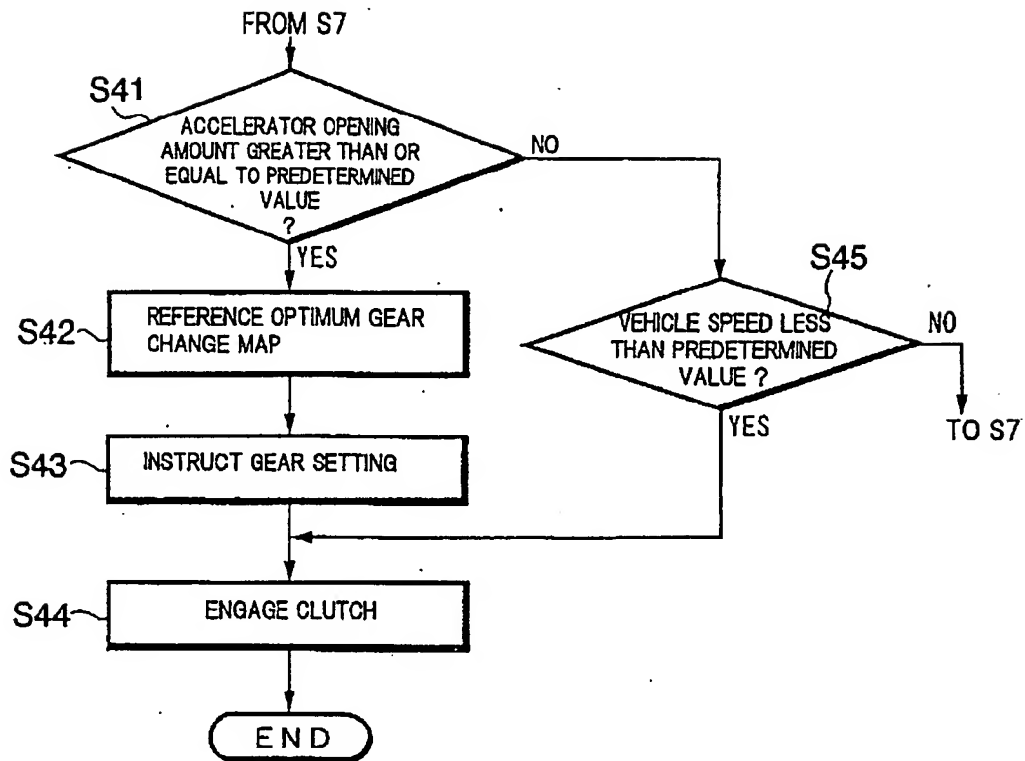 FROM S7
S41
ACCELERATOR OPENING
AMOUNT GREATER THAN OR
EQUAL TO PREDETERMINED
VALUE
?
NO
YES
S42
REFERENCE OPTIMUM GEAR
CHANGE MAP
S45
VEHICLE SPEED LESS
THAN PREDETERMINED
VALUE ?
NO
YES
TO S7
S43
INSTRUCT GEAR SETTING
S44
ENGAGE CLUTCH
END